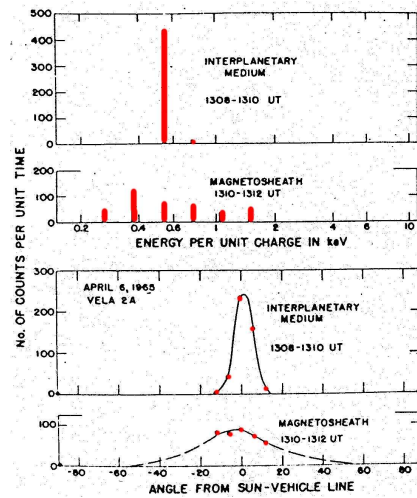 No. OF COUNTS PER UNIT TIME
500
400
300
200
100
0
INTERPLANETARY
MEDIUM
1308-1310 UT
200
100
0
MAGNETOSHEATH
1310-1312 UT
0.2 0.4 0.6 1.2 2 4 6 10
ENERGY PER UNIT CHARGE IN keV
300
200
100
0
APRIL 6, 1965
VELA 2A
INTERPLANETARY
MEDIUM
1308-1310 UT
100
0
MAGNETOSHEATH
1310-1312 UT
-80 -60 -40 -20 0 20 40 60 80
ANGLE FROM SUN-VEHICLE LINE